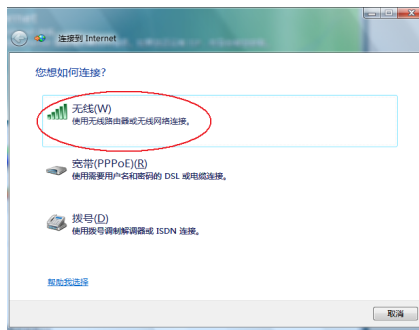 连接到 Internet
您想如何连接?
无线(W)
使用无线路由器或无线网络连接。
宽带(PPPoE)(R)
使用需要用户名和密码的 DSL 或电缆连接。
拨号(D)
使用拨号调制解调器或 ISDN 连接。
帮助我选择
取消